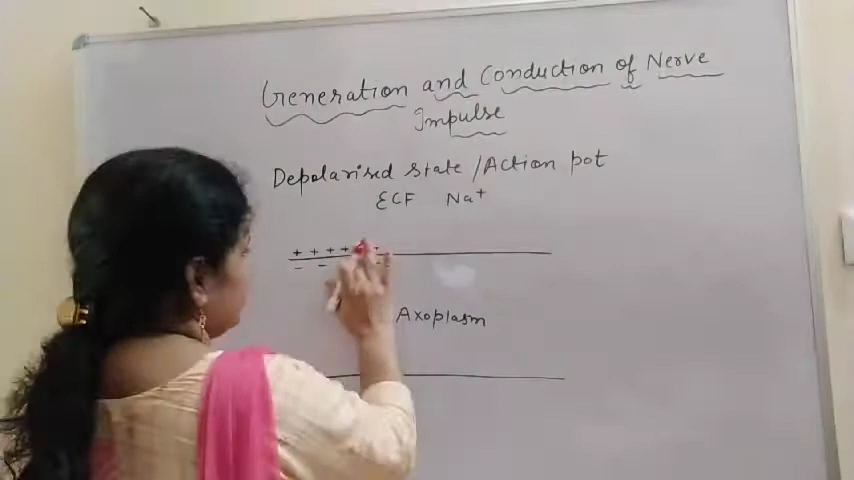 Generation and Conduction of Nerve
Impulse
Depolarised state / Action pot
ECF Na+
+ + + +
- -
Axoplasm